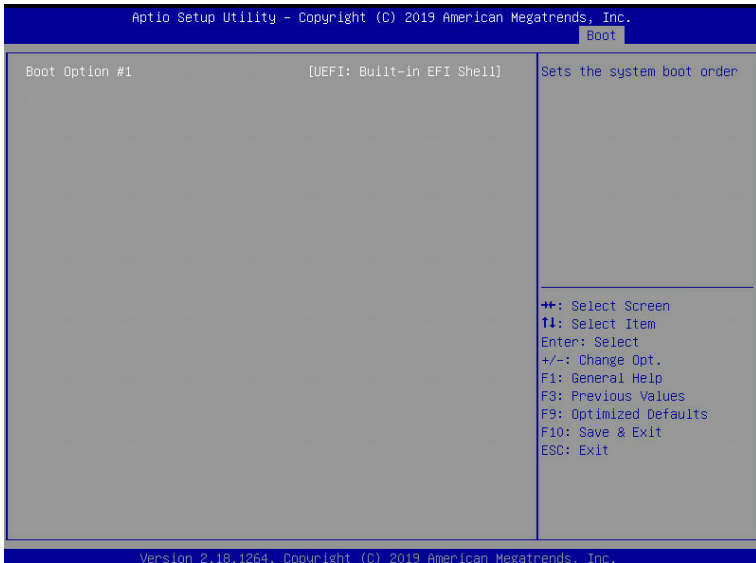 Aptio Setup Utility – Copyright (C) 2019 American Megatrends, Inc.
Boot
Boot Option #1 [UEFI: Built-in EFI Shell]
Sets the system boot order
→←: Select Screen
↑↓: Select Item
Enter: Select
+/-: Change Opt.
F1: General Help
F3: Previous Values
F9: Optimized Defaults
F10: Save & Exit
ESC: Exit
Version 2.18.1264. Copyright (C) 2019 American Megatrends, Inc.